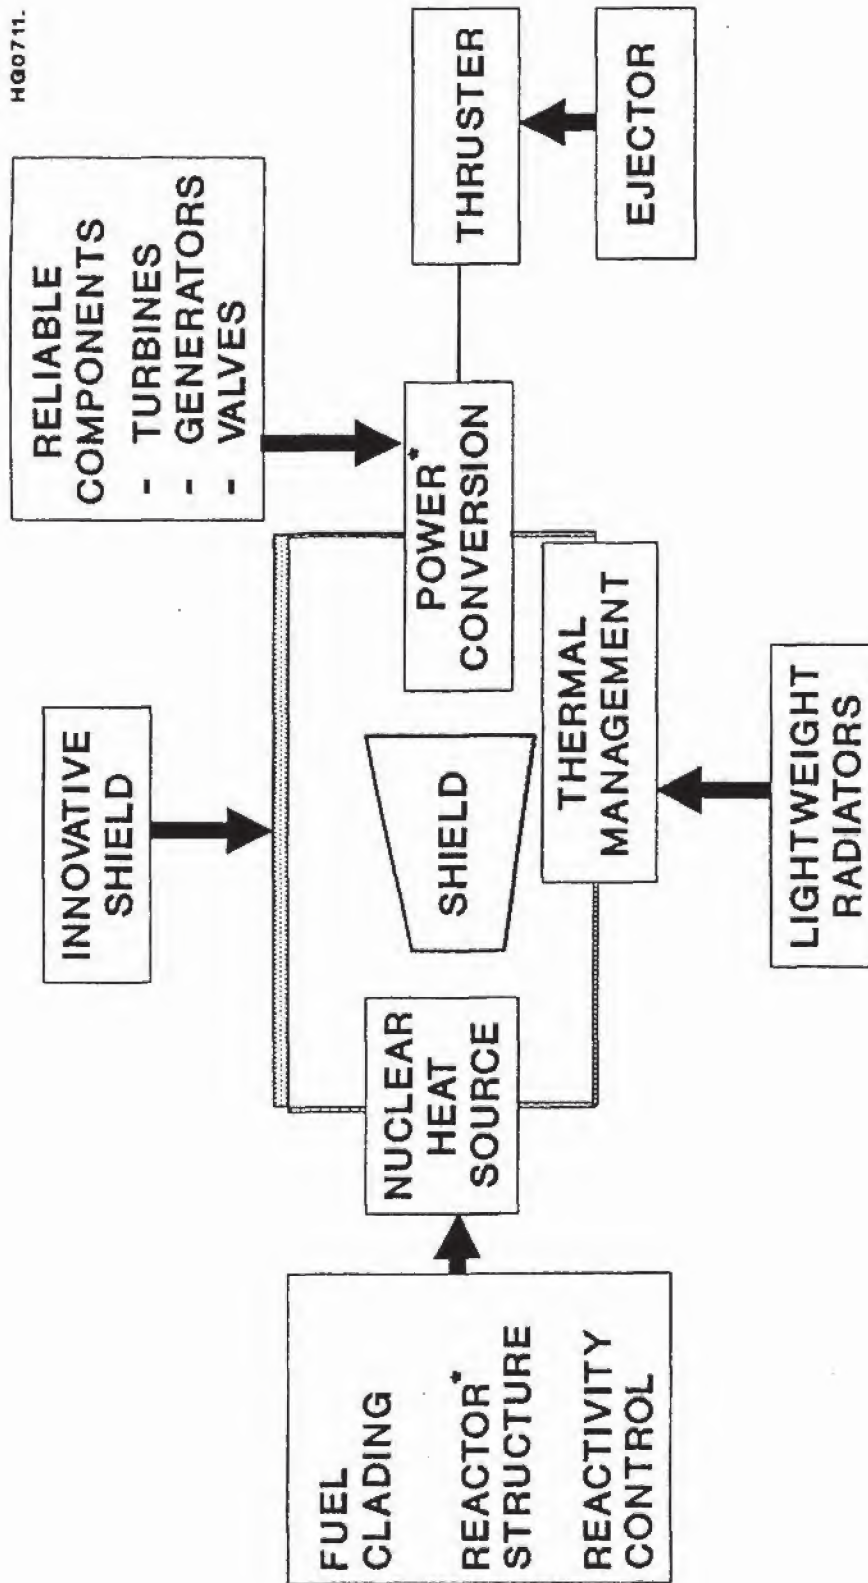 HQ0711.
INNOVATIVE
SHIELD
RELIABLE
COMPONENTS
- TURBINES
- GENERATORS
- VALVES
FUEL
CLADING
REACTOR*
STRUCTURE
REACTIVITY
CONTROL
NUCLEAR
HEAT
SOURCE
SHIELD
POWER*
CONVERSION
THRUSTER
THERMAL
MANAGEMENT
EJECTOR
LIGHTWEIGHT
RADIATORS